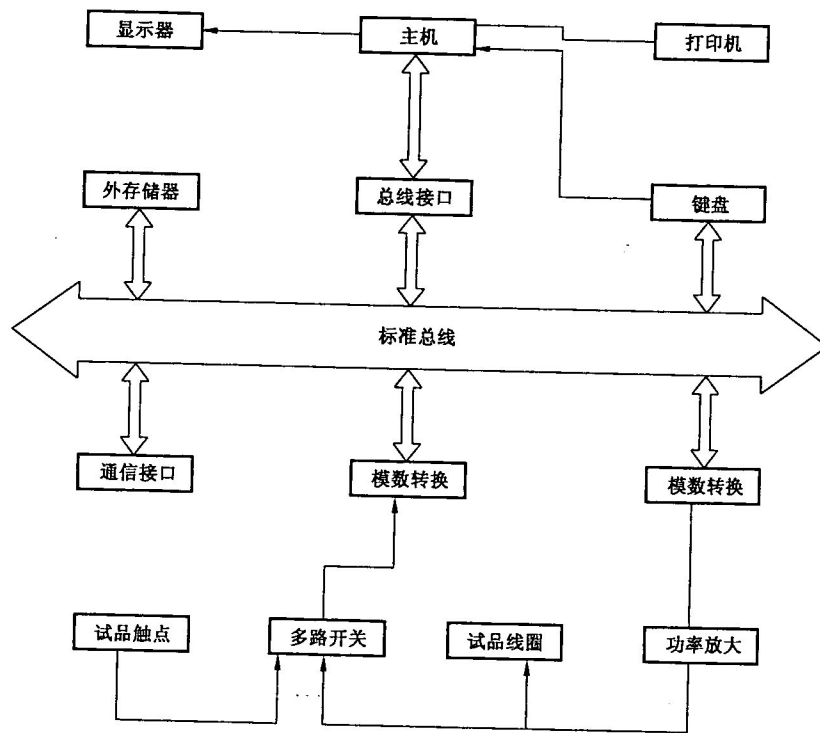 显示器
主机
打印机
外存储器
总线接口
键盘
标准总线
通信接口
模数转换
模数转换
试品触点
多路开关
试品线圈
功率放大